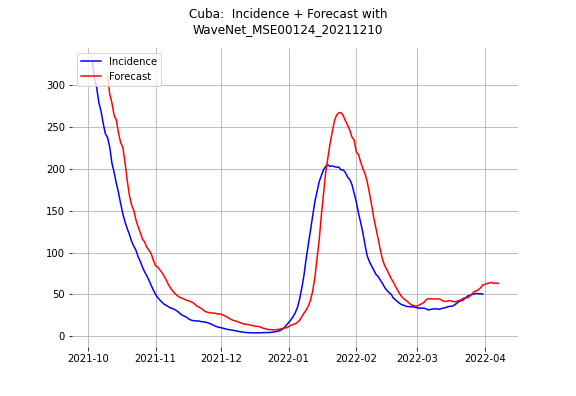 Cuba:  Incidence + Forecast with
WaveNet_MSE00124_20211210
Incidence
Forecast
300
250
200
150
100
50
0
2021-10 2021-11 2021-12 2022-01 2022-02 2022-03 2022-04